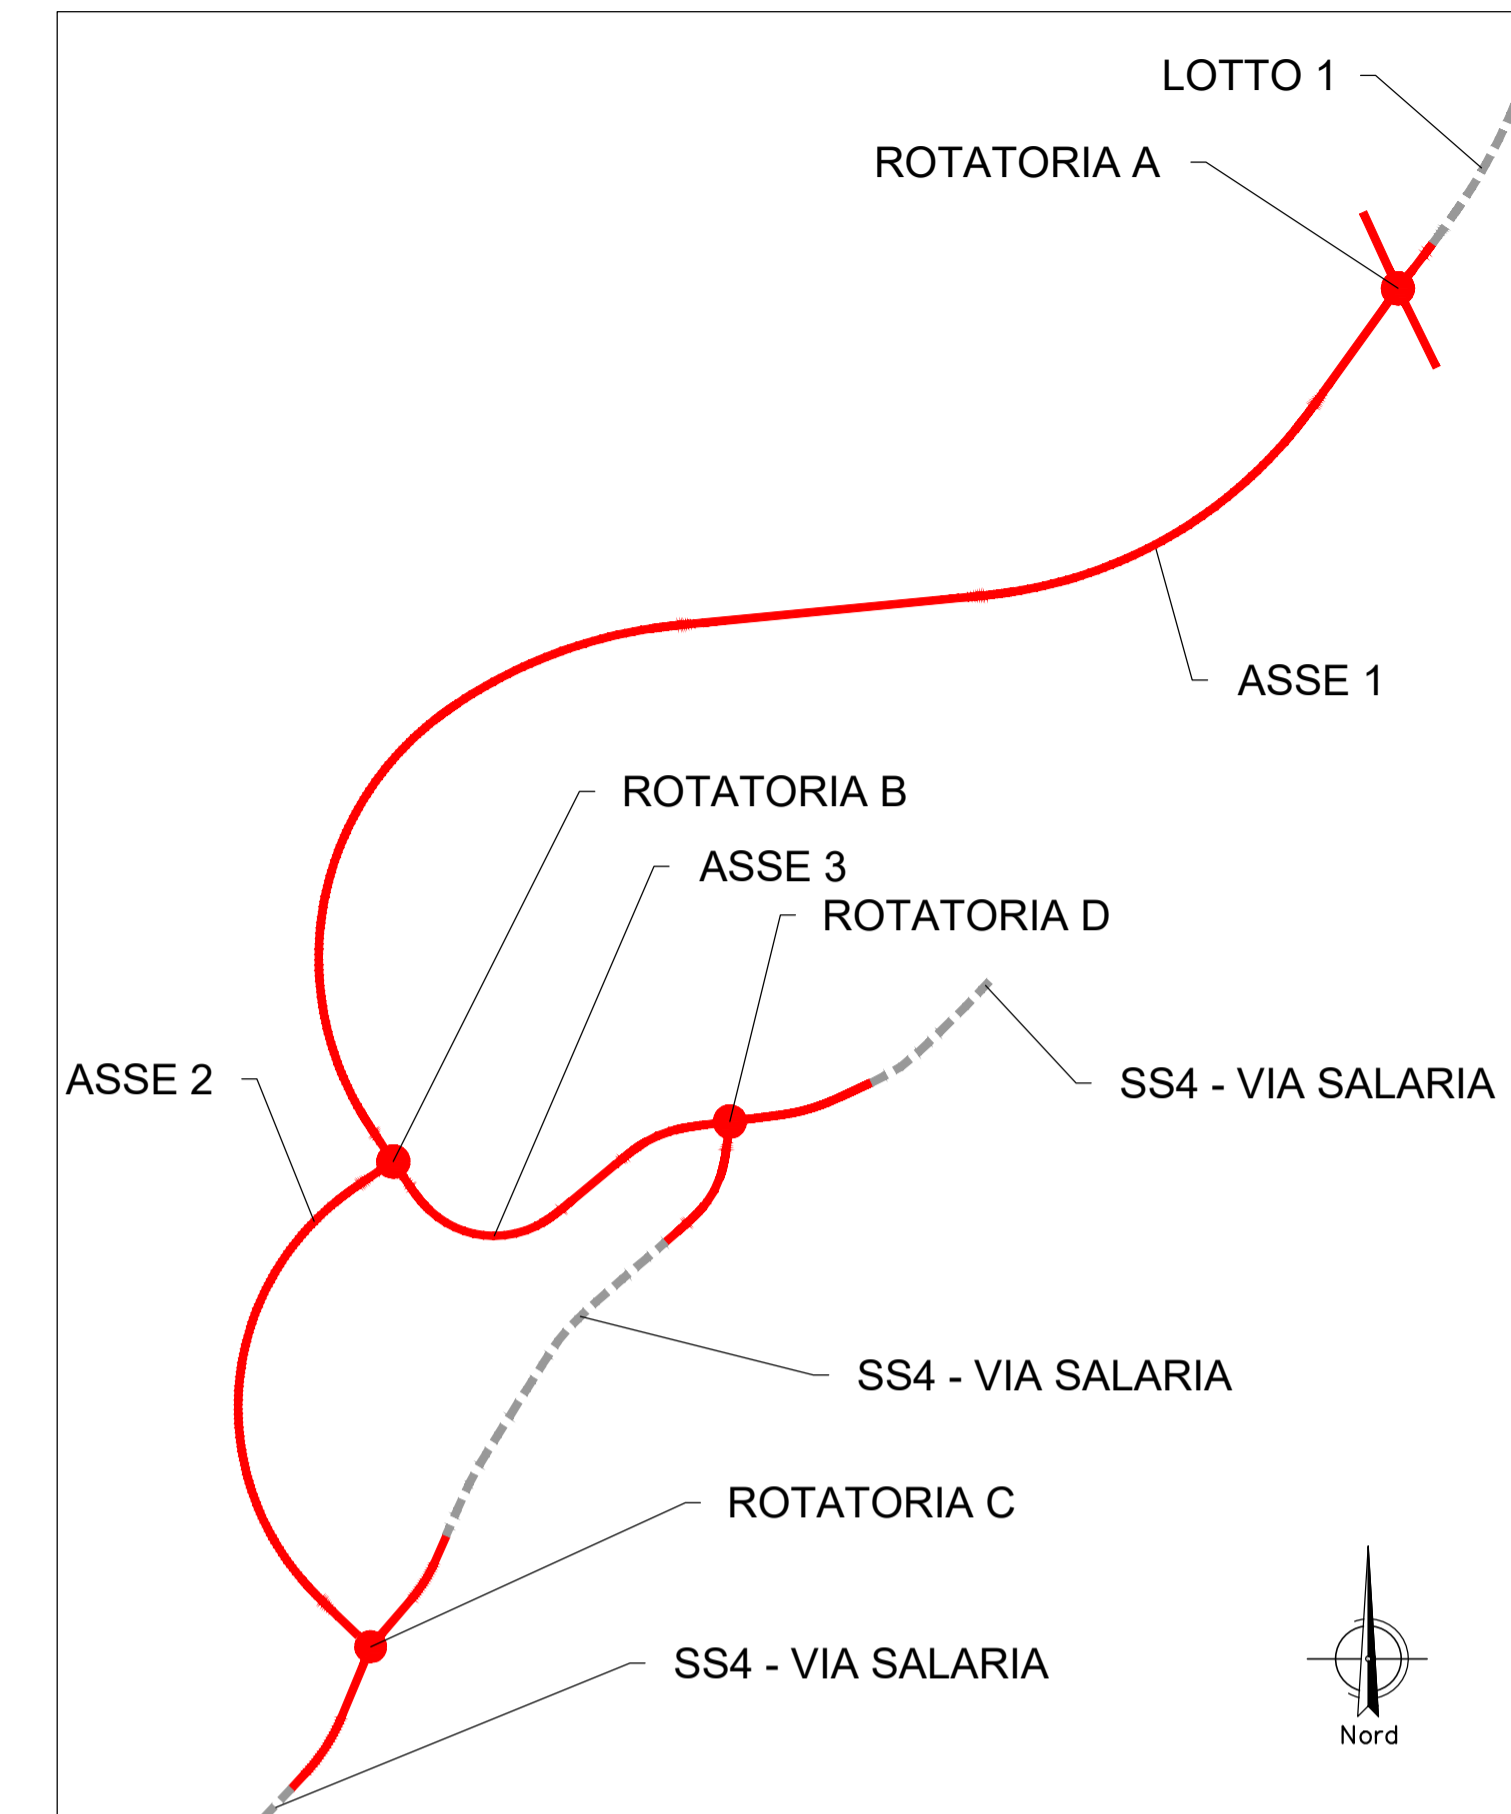 LOTTO 1
ROTATORIA A
ASSE 1
ROTATORIA B
ASSE 3
ROTATORIA D
ASSE 2
SS4 - VIA SALARIA
SS4 - VIA SALARIA
ROTATORIA C
SS4 - VIA SALARIA
Nord